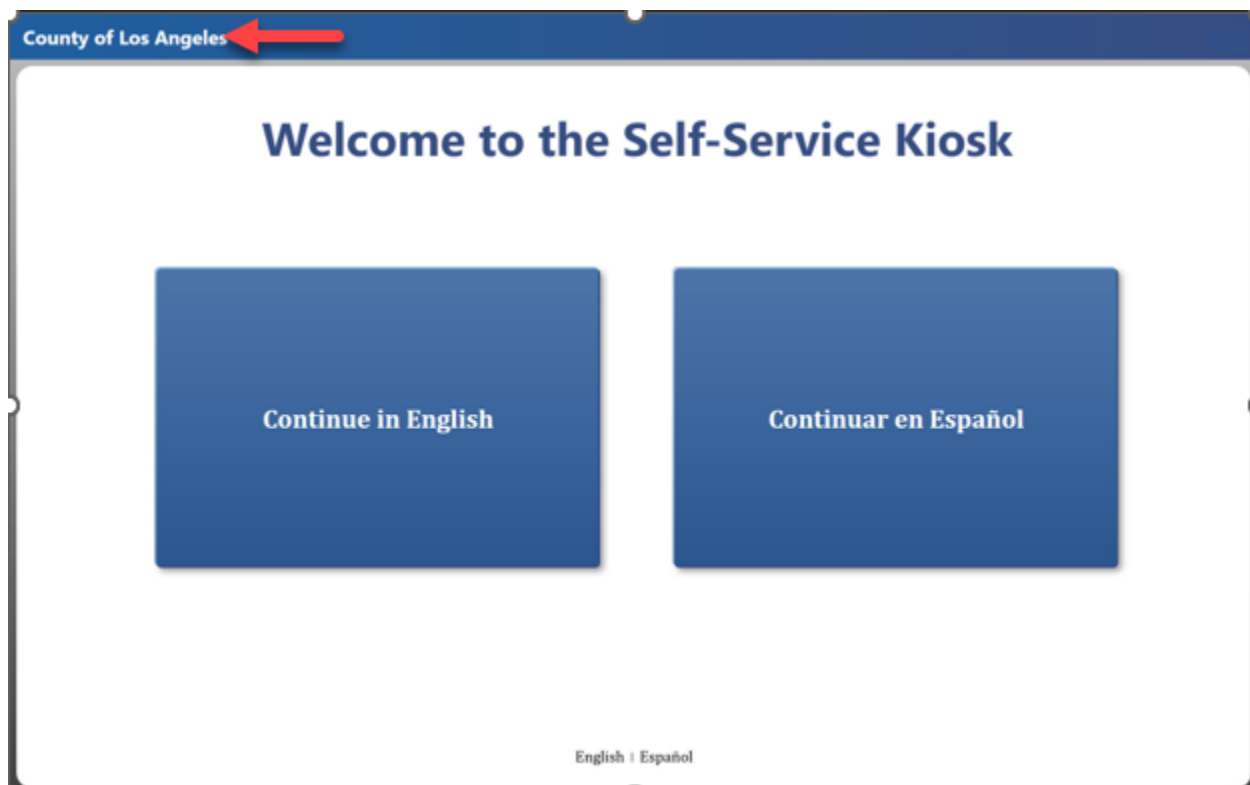 County of Los Angeles
Welcome to the Self-Service Kiosk
Continue in English
Continuar en Español
English | Español